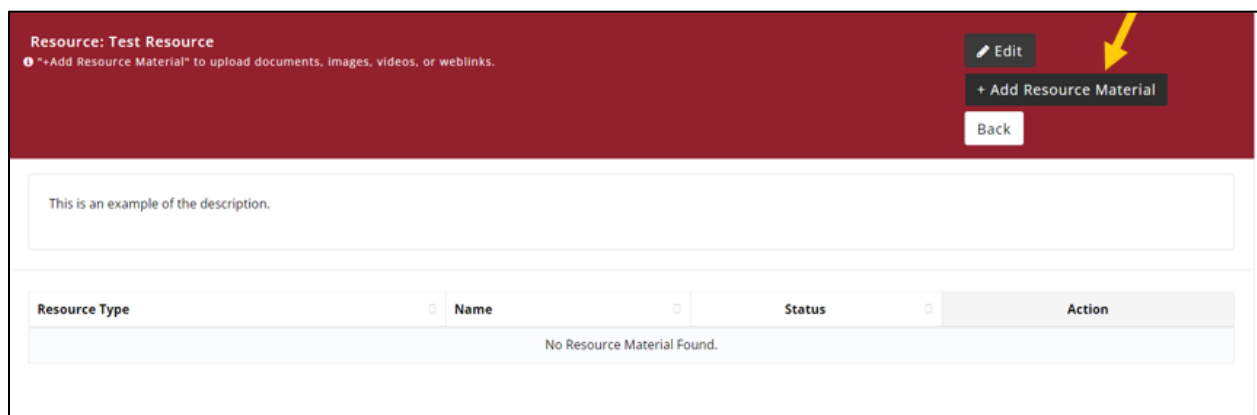 Resource: Test Resource
"+Add Resource Material" to upload documents, images, videos, or weblinks.
Edit
+ Add Resource Material
Back
This is an example of the description.
Resource Type Name Status Action
No Resource Material Found.